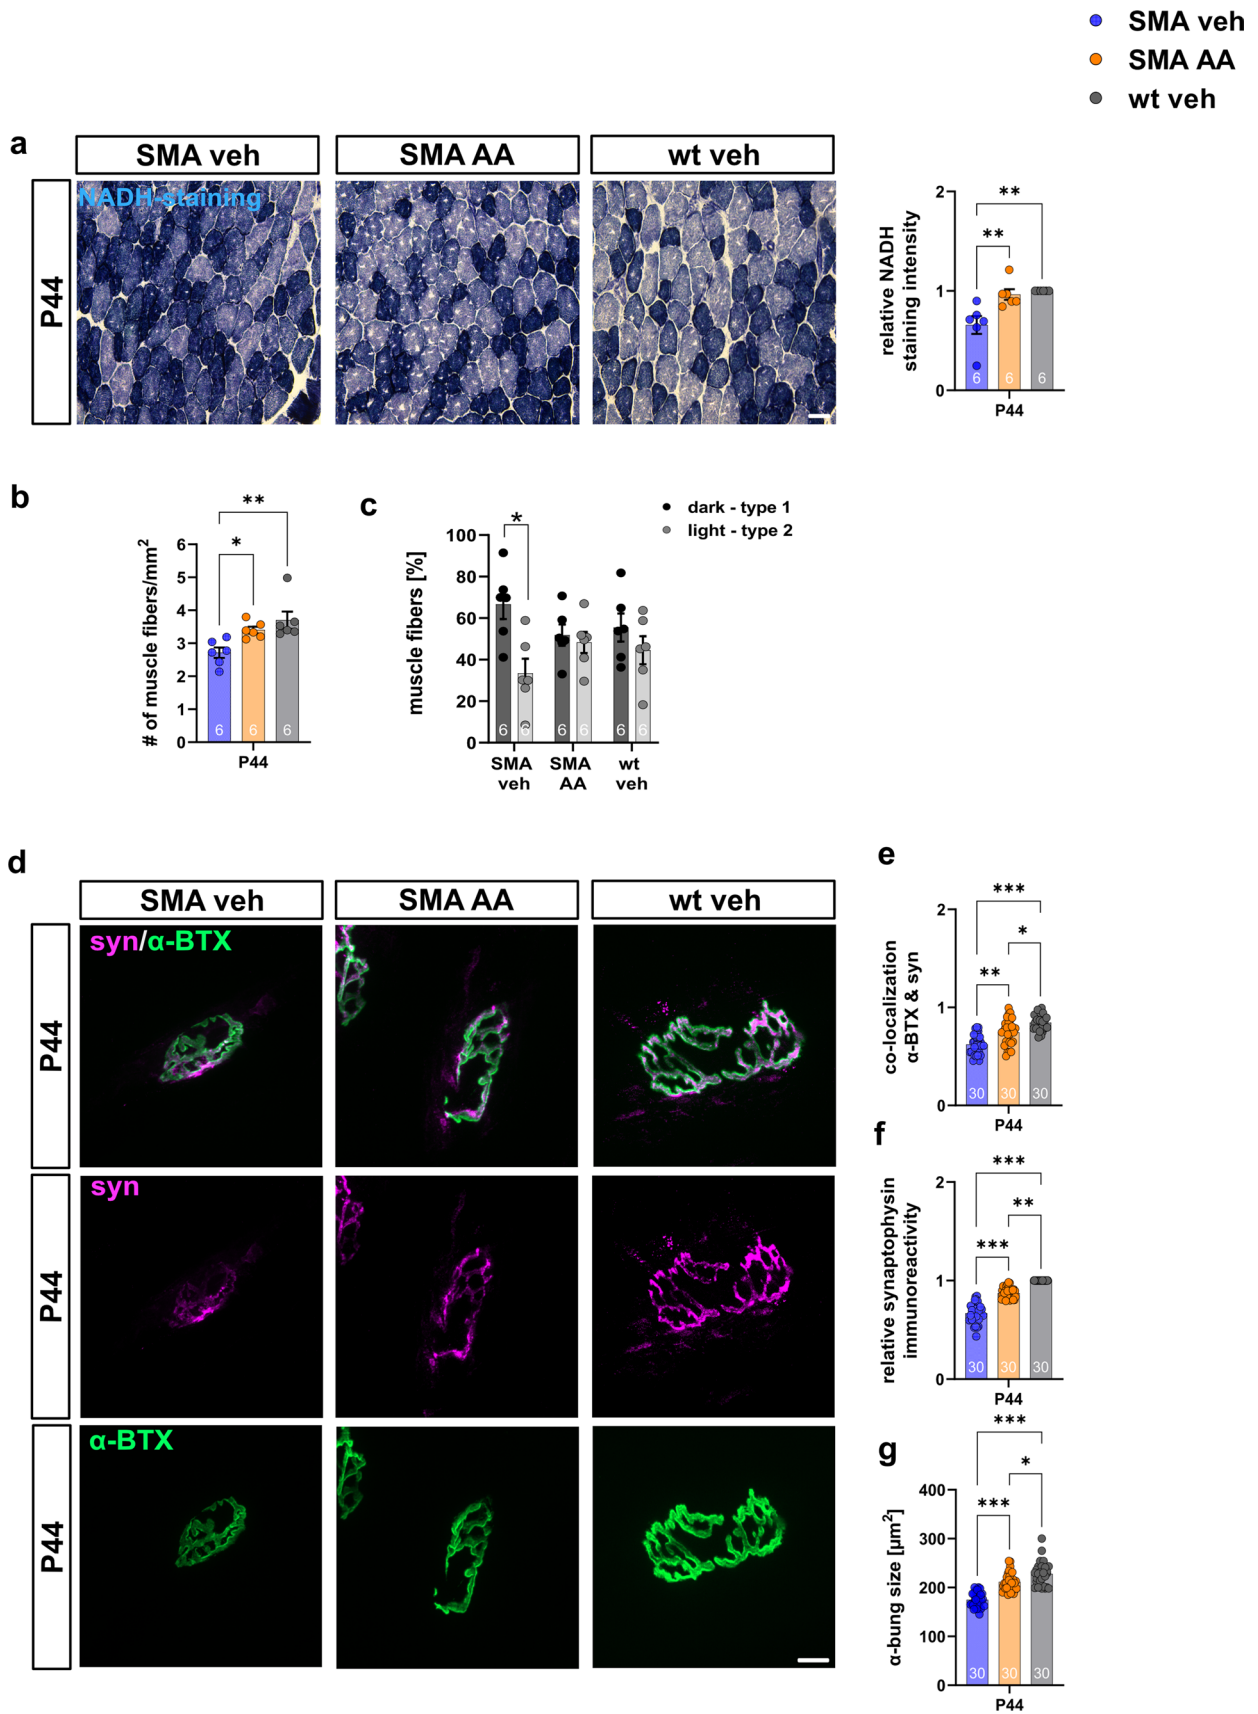 SMA veh
SMA AA
wt veh
a
SMA veh
SMA AA
wt veh
P44
NADH-staining
relative NADH
staining intensity
2
1
0
**
**
6
6
6
P44
b
# of muscle fibers/mm²
6
5
4
3
2
1
0
*
**
6
6
6
P44
c
dark - type 1
light - type 2
muscle fibers [%]
100
80
60
40
20
0
*
6
6
6
6
6
6
SMA
veh
SMA
AA
wt
veh
d
SMA veh
SMA AA
wt veh
P44
syn/α-BTX
P44
syn
P44
α-BTX
e
co-localization
α-BTX & syn
2
1
0
***
*
**
30
30
30
P44
f
relative synaptophysin
immunoreactivity
2
1
0
***
**
***
30
30
30
P44
g
α-bung size [µm²]
400
300
200
100
0
***
*
***
30
30
30
P44